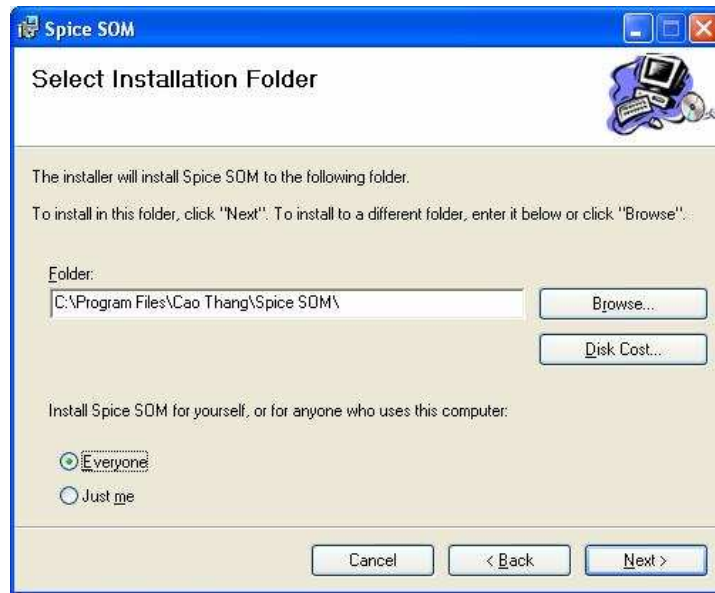 Spice SOM
Select Installation Folder
The installer will install Spice SOM to the following folder.
To install in this folder, click "Next". To install to a different folder, enter it below or click "Browse".
Folder:
C:\Program Files\Cao Thang\Spice SOM\
Browse...
Disk Cost...
Install Spice SOM for yourself, or for anyone who uses this computer:
Everyone
Just me
Cancel
< Back
Next >